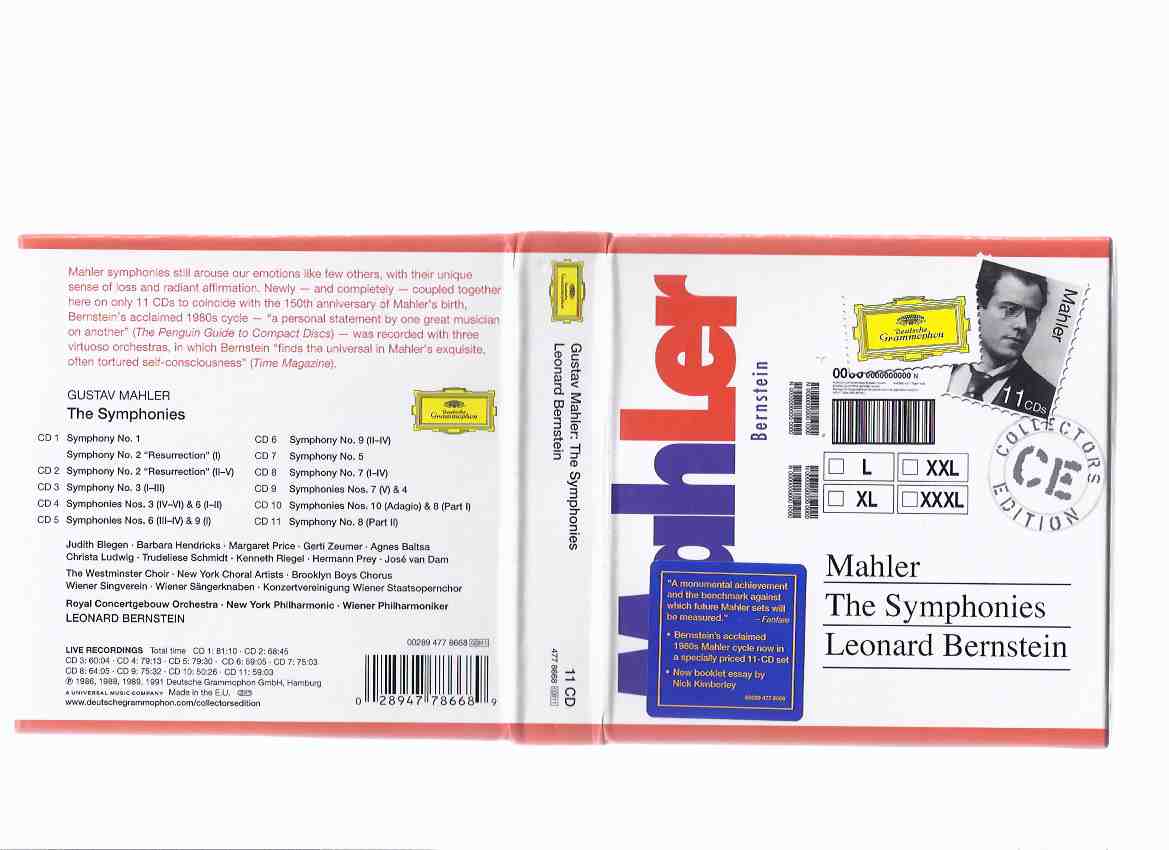 Mahler symphonies still arouse our emotions like few others, with their unique
sense of loss and radiant affirmation. Newly — and completely — coupled together
here on only 11 CDs to coincide with the 150th anniversary of Mahler's birth,
Bernstein's acclaimed 1980s cycle — "a personal statement by one great musician
on another" (The Penguin Guide to Compact Discs) — was recorded with three
virtuoso orchestras, in which Bernstein "finds the universal in Mahler's exquisite,
often tortured self-consciousness" (Time Magazine).
GUSTAV MAHLER
The Symphonies
Deutsche
Grammophon
CD 1 Symphony No. 1
Symphony No. 2 "Resurrection" (I)
CD 2 Symphony No. 2 "Resurrection" (II–V)
CD 3 Symphony No. 3 (I–III)
CD 4 Symphonies Nos. 3 (IV–VI) & 6 (I–II)
CD 5 Symphonies Nos. 6 (III–IV) & 9 (I)
CD 6 Symphony No. 9 (II–IV)
CD 7 Symphony No. 5
CD 8 Symphony No. 7 (I–IV)
CD 9 Symphonies Nos. 7 (V) & 4
CD 10 Symphonies Nos. 10 (Adagio) & 8 (Part I)
CD 11 Symphony No. 8 (Part II)
Judith Blegen · Barbara Hendricks · Margaret Price · Gerti Zeumer · Agnes Baltsa
Christa Ludwig · Trudeliese Schmidt · Kenneth Riegel · Hermann Prey · José van Dam
The Westminster Choir · New York Choral Artists · Brooklyn Boys Chorus
Wiener Singverein · Wiener Sängerknaben · Konzertvereinigung Wiener Staatsopernchor
Royal Concertgebouw Orchestra · New York Philharmonic · Wiener Philharmoniker
LEONARD BERNSTEIN
00289 477 8668
LIVE RECORDINGS Total time CD 1: 81:10 · CD 2: 68:45
CD 3: 60:04 · CD 4: 79:13 · CD 5: 79:30 · CD 6: 59:05 · CD 7: 75:03
CD 8: 64:05 · CD 9: 75:32 · CD 10: 50:26 · CD 11: 59:03
℗ 1986, 1988, 1989, 1991 Deutsche Grammophon GmbH, Hamburg
A UNIVERSAL MUSIC COMPANY Made in the E.U.
www.deutschegrammophon.com/collectorsedition
0 28947 78668 9
Gustav Mahler: The Symphonies
Leonard Bernstein
11 CD
477 8668
Mahler
Bernstein
Deutsche
Grammophon
Mahler
11 CDs
COLLECTORS
CE
EDITION
L
XXL
XL
XXXL
Mahler
The Symphonies
Leonard Bernstein
"A monumental achievement
and the benchmark against
which future Mahler sets will
be measured." – Fanfare
• Bernstein's acclaimed
1980s Mahler cycle now in
a specially priced 11-CD set
• New booklet essay by
Nick Kimberley
00289 477 8668